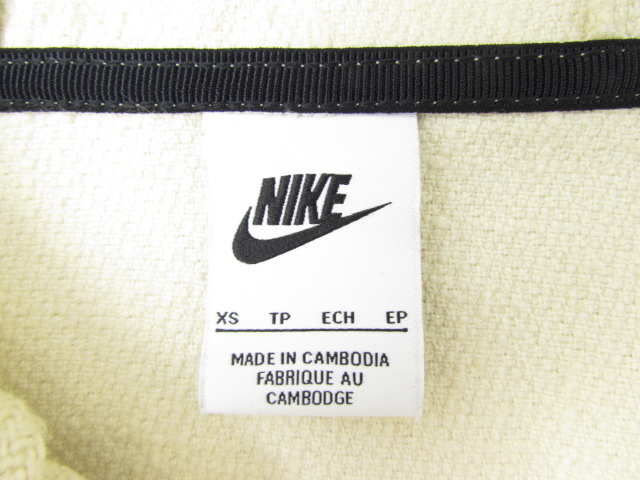 NIKE
XS TP ECH EP
MADE IN CAMBODIA
FABRIQUE AU
CAMBODGE